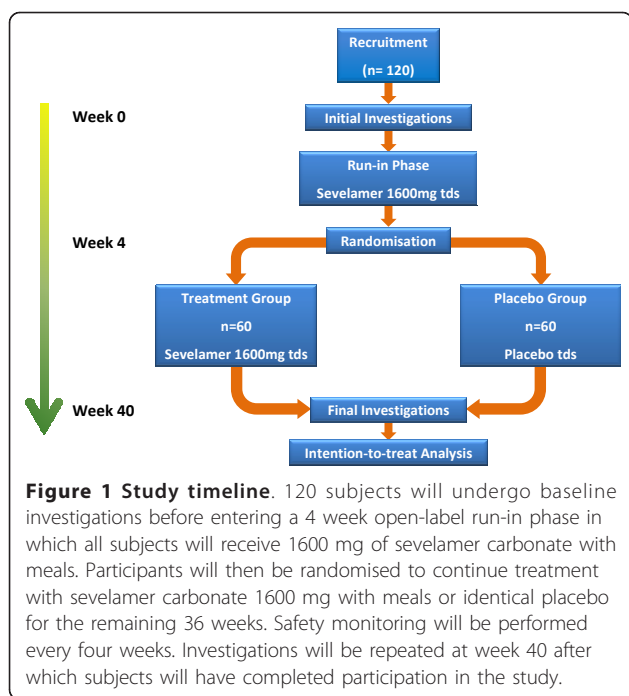 Recruitment
(n= 120)
Week 0
Initial Investigations
Run-in Phase
Sevelamer 1600mg tds
Week 4
Randomisation
Treatment Group
n=60
Sevelamer 1600mg tds
Placebo Group
n=60
Placebo tds
Week 40
Final Investigations
Intention-to-treat Analysis
Figure 1 Study timeline. 120 subjects will undergo baseline
investigations before entering a 4 week open-label run-in phase in
which all subjects will receive 1600 mg of sevelamer carbonate with
meals. Participants will then be randomised to continue treatment
with sevelamer carbonate 1600 mg with meals or identical placebo
for the remaining 36 weeks. Safety monitoring will be performed
every four weeks. Investigations will be repeated at week 40 after
which subjects will have completed participation in the study.